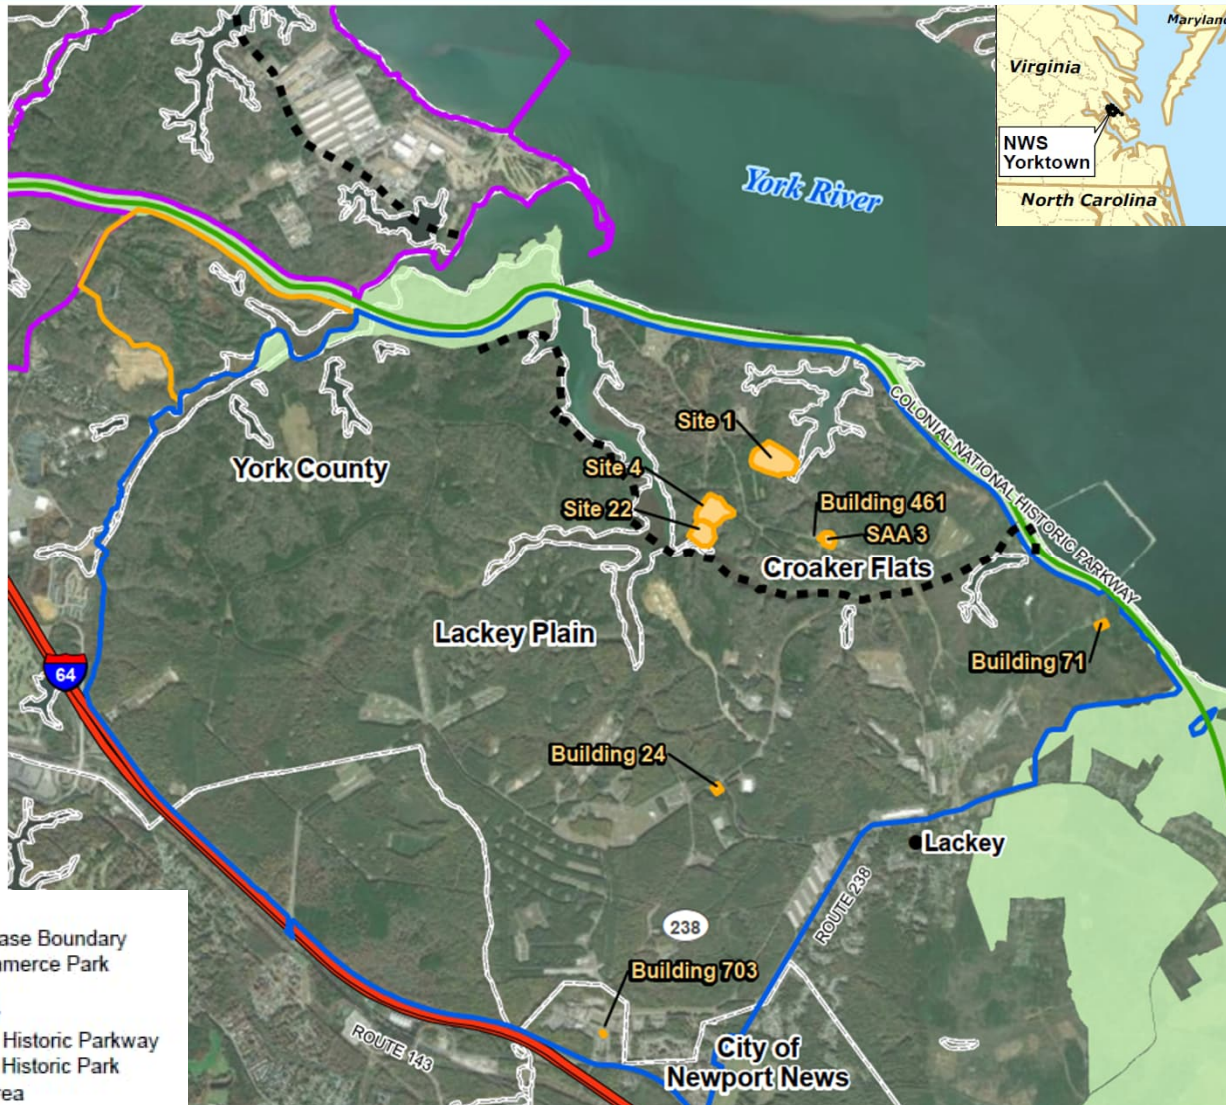 Maryland
Virginia
NWS
Yorktown
North Carolina
York River
COLONIAL NATIONAL HISTORIC PARKWAY
Site 1
Site 4
Site 22
Building 461
SAA 3
Croaker Flats
York County
Lackey Plain
Building 71
64
Building 24
Lackey
ROUTE 238
238
Building 703
City of
Newport News
ROUTE 143
ase Boundary
mmerce Park
Historic Parkway
Historic Park
rea